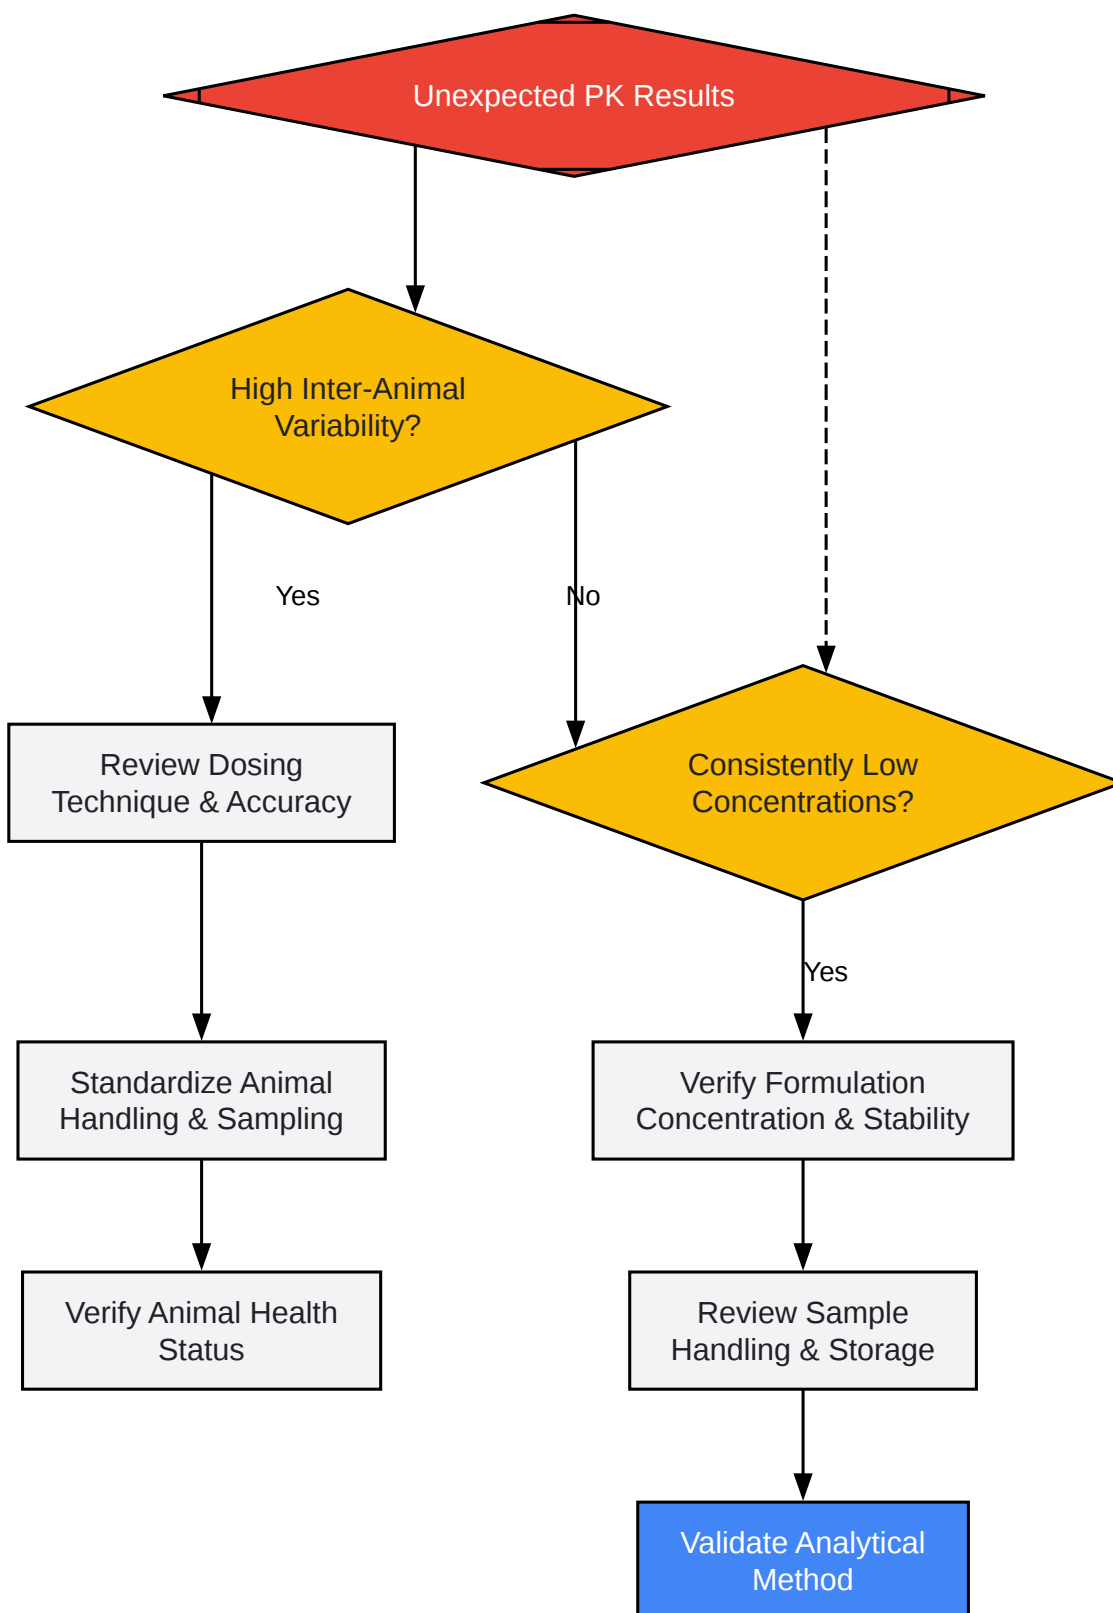 Unexpected PK Results
High Inter-Animal
Variability?
Yes
No
Review Dosing
Technique & Accuracy
Consistently Low
Concentrations?
Yes
Standardize Animal
Handling & Sampling
Verify Formulation
Concentration & Stability
Verify Animal Health
Status
Review Sample
Handling & Storage
Validate Analytical
Method